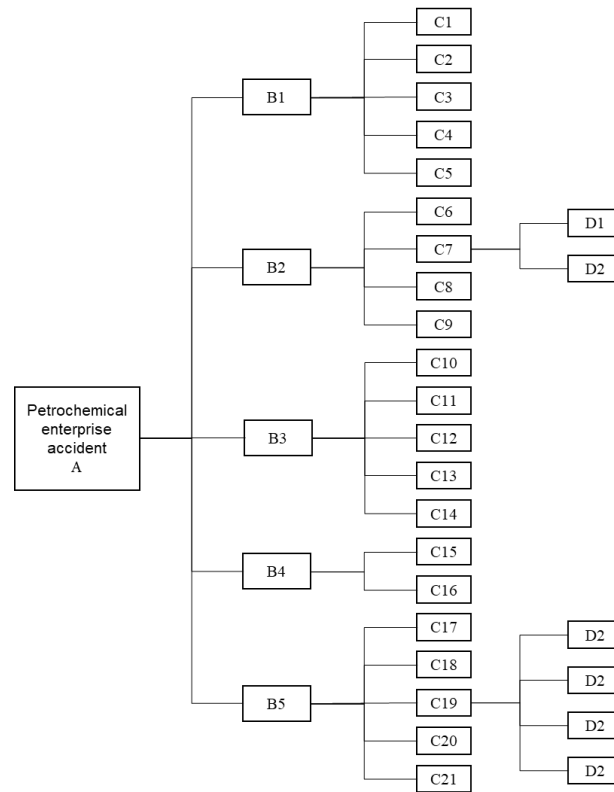 C1
C2
B1
C3
C4
C5
C6
D1
C7
B2
D2
C8
C9
C10
Petrochemical
enterprise
accident
A
C11
B3
C12
C13
C14
C15
B4
C16
C17
D2
C18
D2
B5
C19
D2
C20
D2
C21